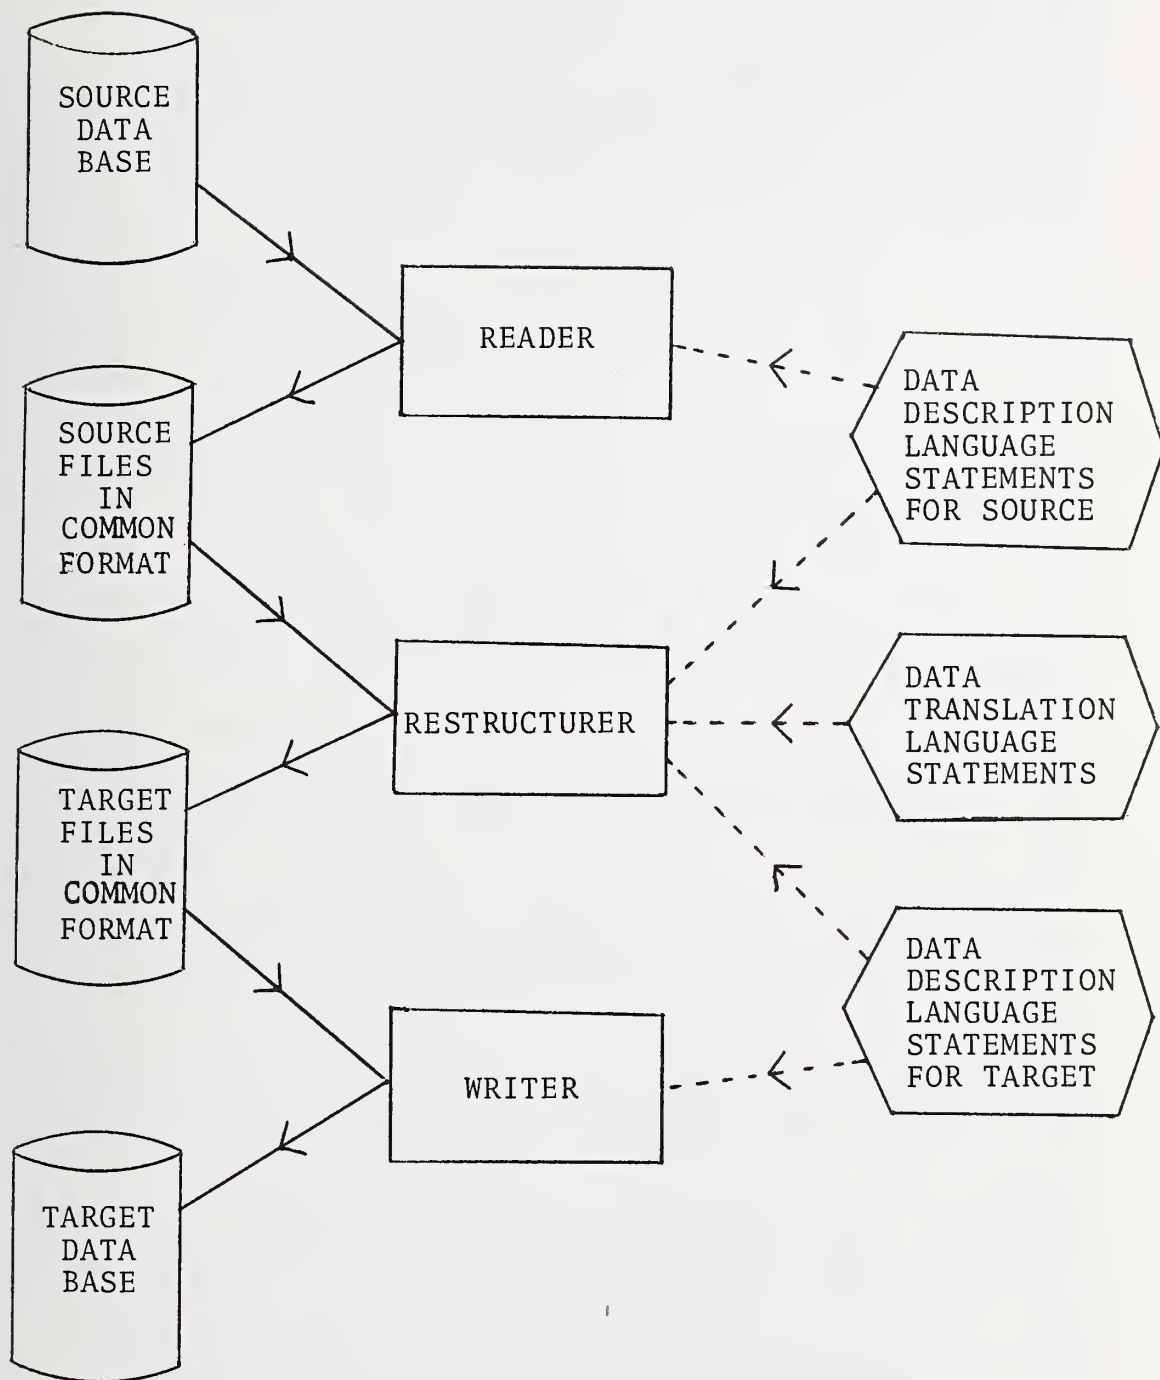 SOURCE
DATA
BASE
READER
DATA
DESCRIPTION
LANGUAGE
STATEMENTS
FOR SOURCE
SOURCE
FILES
IN
COMMON
FORMAT
RESTRUCTURER
DATA
TRANSLATION
LANGUAGE
STATEMENTS
TARGET
FILES
IN
COMMON
FORMAT
DATA
DESCRIPTION
LANGUAGE
STATEMENTS
FOR TARGET
WRITER
TARGET
DATA
BASE